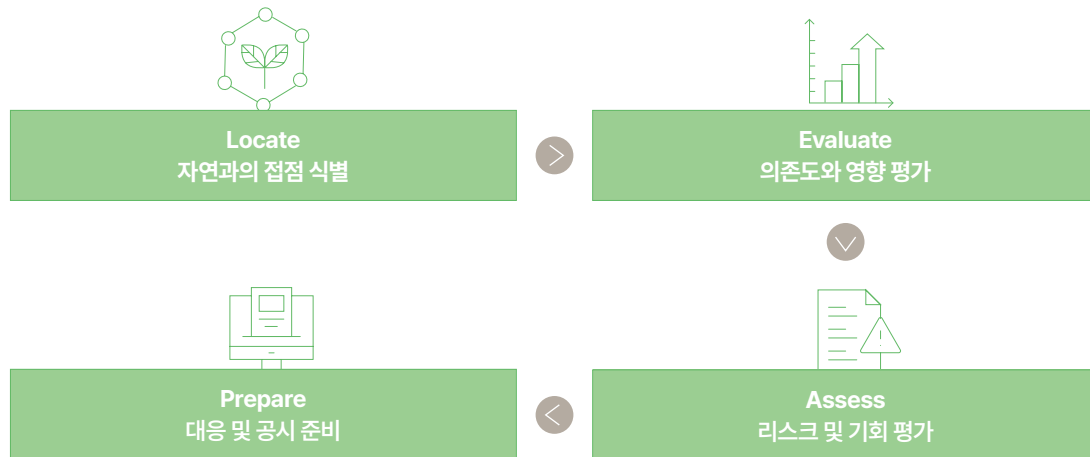 Locate
자연과의 접점 식별
Evaluate
의존도와 영향 평가
Assess
리스크 및 기회 평가
Prepare
대응 및 공시 준비